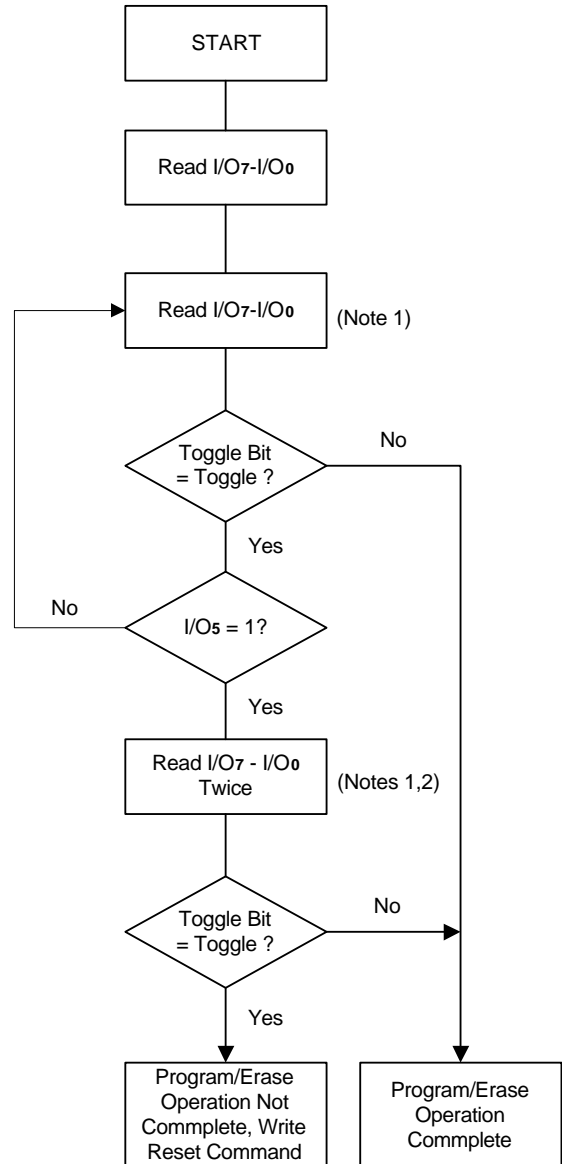 START
Read I/O7-I/O0
Read I/O7-I/O0
(Note 1)
Toggle Bit
= Toggle ?
No
Yes
I/O5 = 1?
No
Yes
Read I/O7 - I/O0
Twice
(Notes 1,2)
Toggle Bit
= Toggle ?
No
Yes
Program/Erase
Operation Not
Commplete, Write
Reset Command
Program/Erase
Operation
Commplete